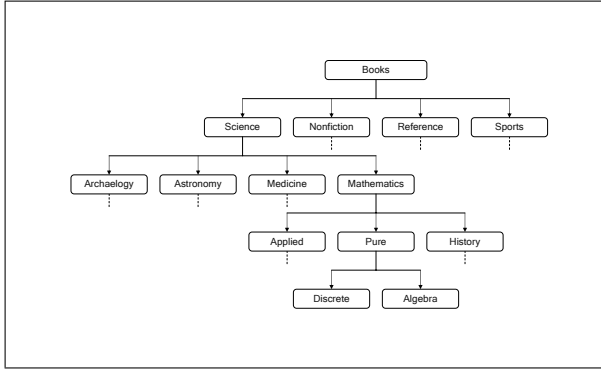 Books
Science Nonfiction Reference Sports
Archaelogy Astronomy Medicine Mathematics
Applied Pure History
Discrete Algebra